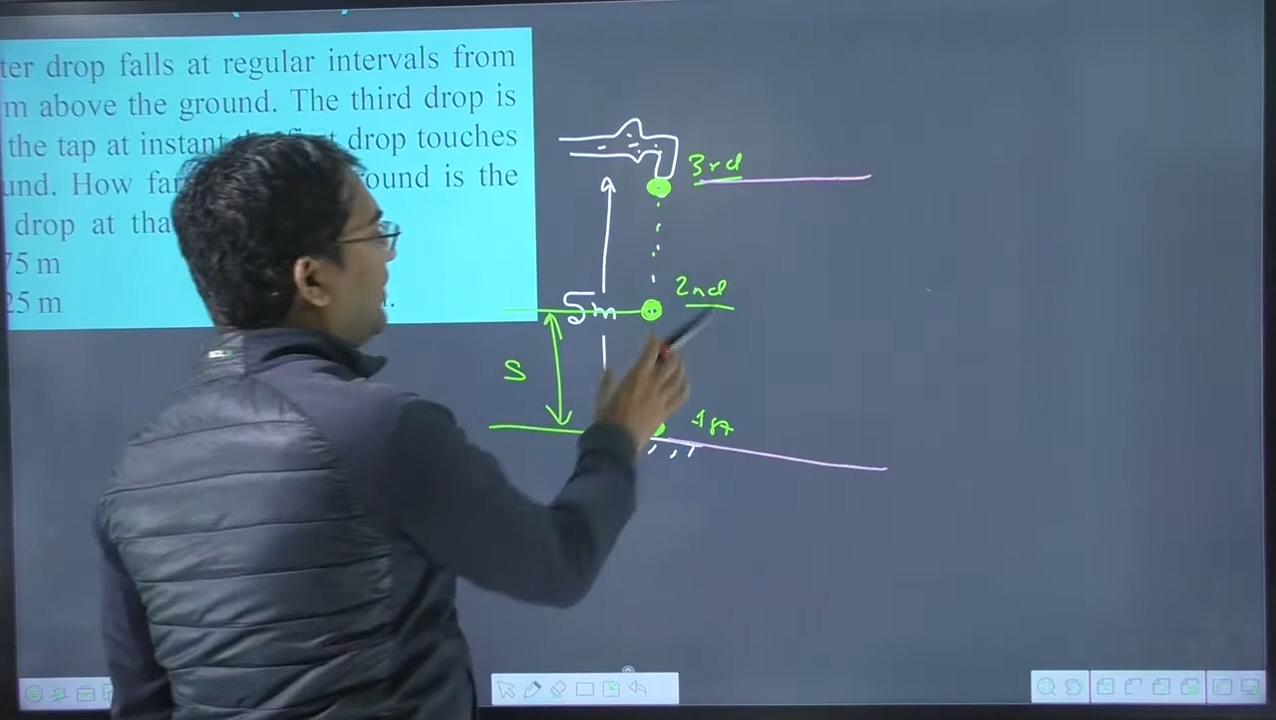 ter drop falls at regular intervals from
m above the ground. The third drop is
the tap at instant drop touches
und. How far ound is the
drop at tha
75 m
25 m
3rd
2nd
5m
S
1st